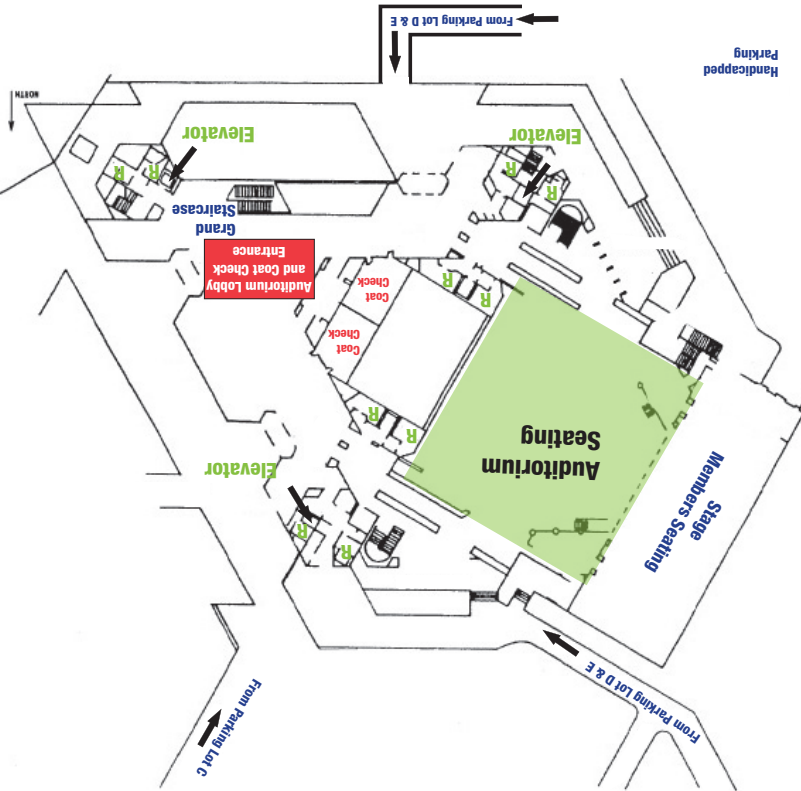 From Parking Lot C
From Parking Lot D & E
R
R
Stage
Members Seating
Elevator
Auditorium
Seating
R
R
Coat
Check
Coat
Check
R
R
Auditorium Lobby
and Coat Check
Entrance
Grand
Staircase
R
R
R
R
Elevator
Elevator
NORTH
Handicapped
Parking
From Parking Lot D & E